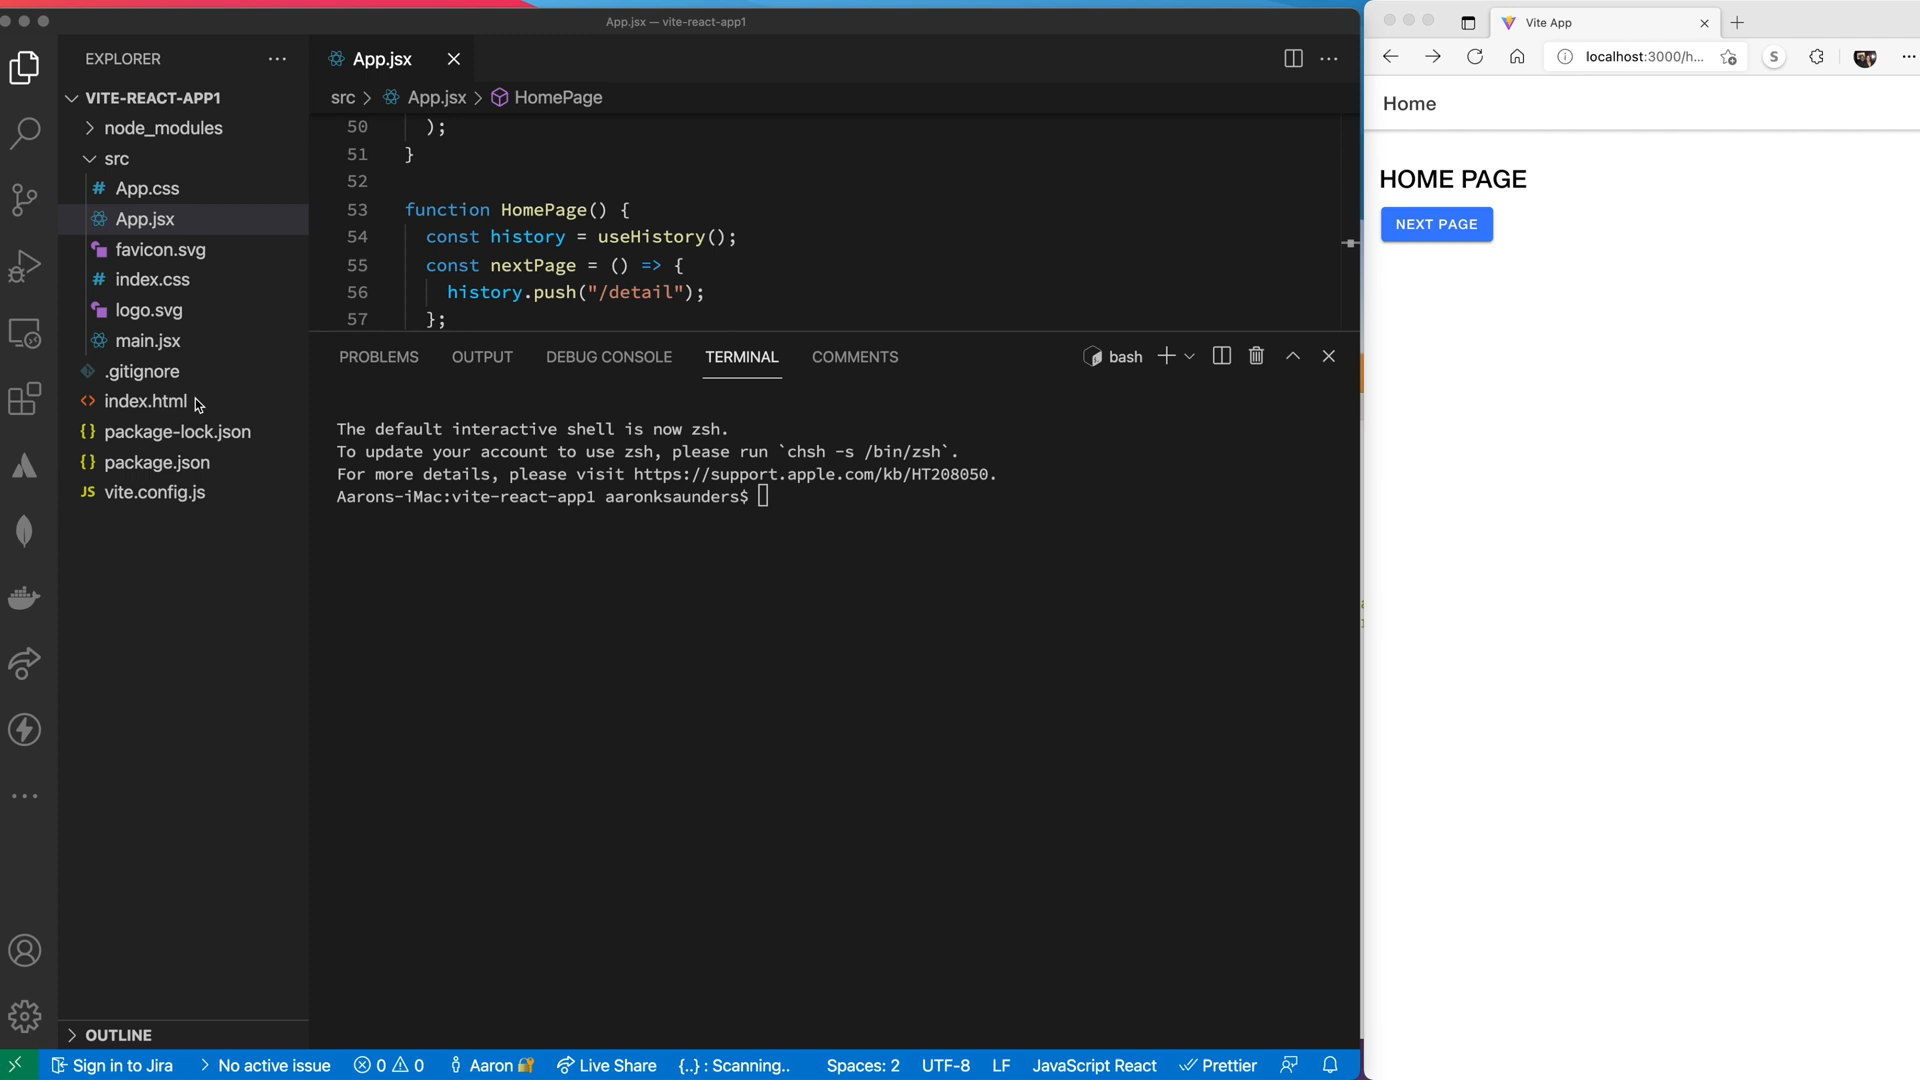 App.jsx — vite-react-app1
EXPLORER
VITE-REACT-APP1
node_modules
src
# App.css
App.jsx
favicon.svg
# index.css
logo.svg
main.jsx
.gitignore
<> index.html
{} package-lock.json
{} package.json
JS vite.config.js
OUTLINE
App.jsx
src > App.jsx > HomePage
50 );
51 }
52
53 function HomePage() {
54 const history = useHistory();
55 const nextPage = () => {
56 history.push("/detail");
57 };
PROBLEMS OUTPUT DEBUG CONSOLE TERMINAL COMMENTS
bash
The default interactive shell is now zsh.
To update your account to use zsh, please run `chsh -s /bin/zsh`.
For more details, please visit https://support.apple.com/kb/HT208050.
Aarons-iMac:vite-react-app1 aaronksaunders$
Sign in to Jira No active issue 0 0 Aaron Live Share {..} : Scanning.. Spaces: 2 UTF-8 LF JavaScript React Prettier
Vite App
localhost:3000/h...
S
Home
HOME PAGE
NEXT PAGE